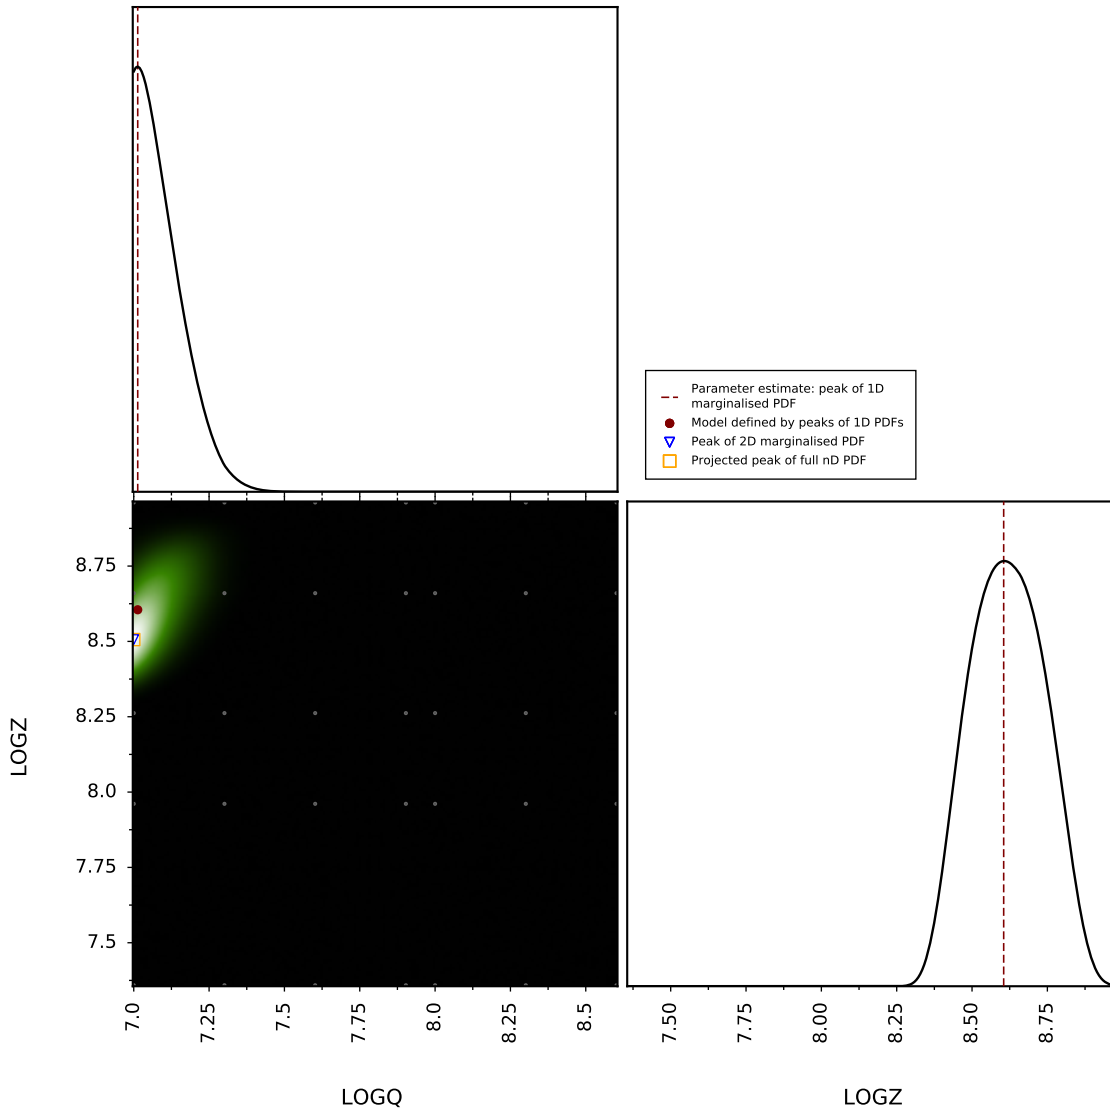 Parameter estimate: peak of 1D
marginalised PDF
Model defined by peaks of 1D PDFs
Peak of 2D marginalised PDF
Projected peak of full nD PDF
8.75
8.5
8.25
8.0
7.75
7.5
LOGZ
7.0
7.25
7.5
7.75
8.0
8.25
8.5
LOGQ
7.50
7.75
8.00
8.25
8.50
8.75
LOGZ